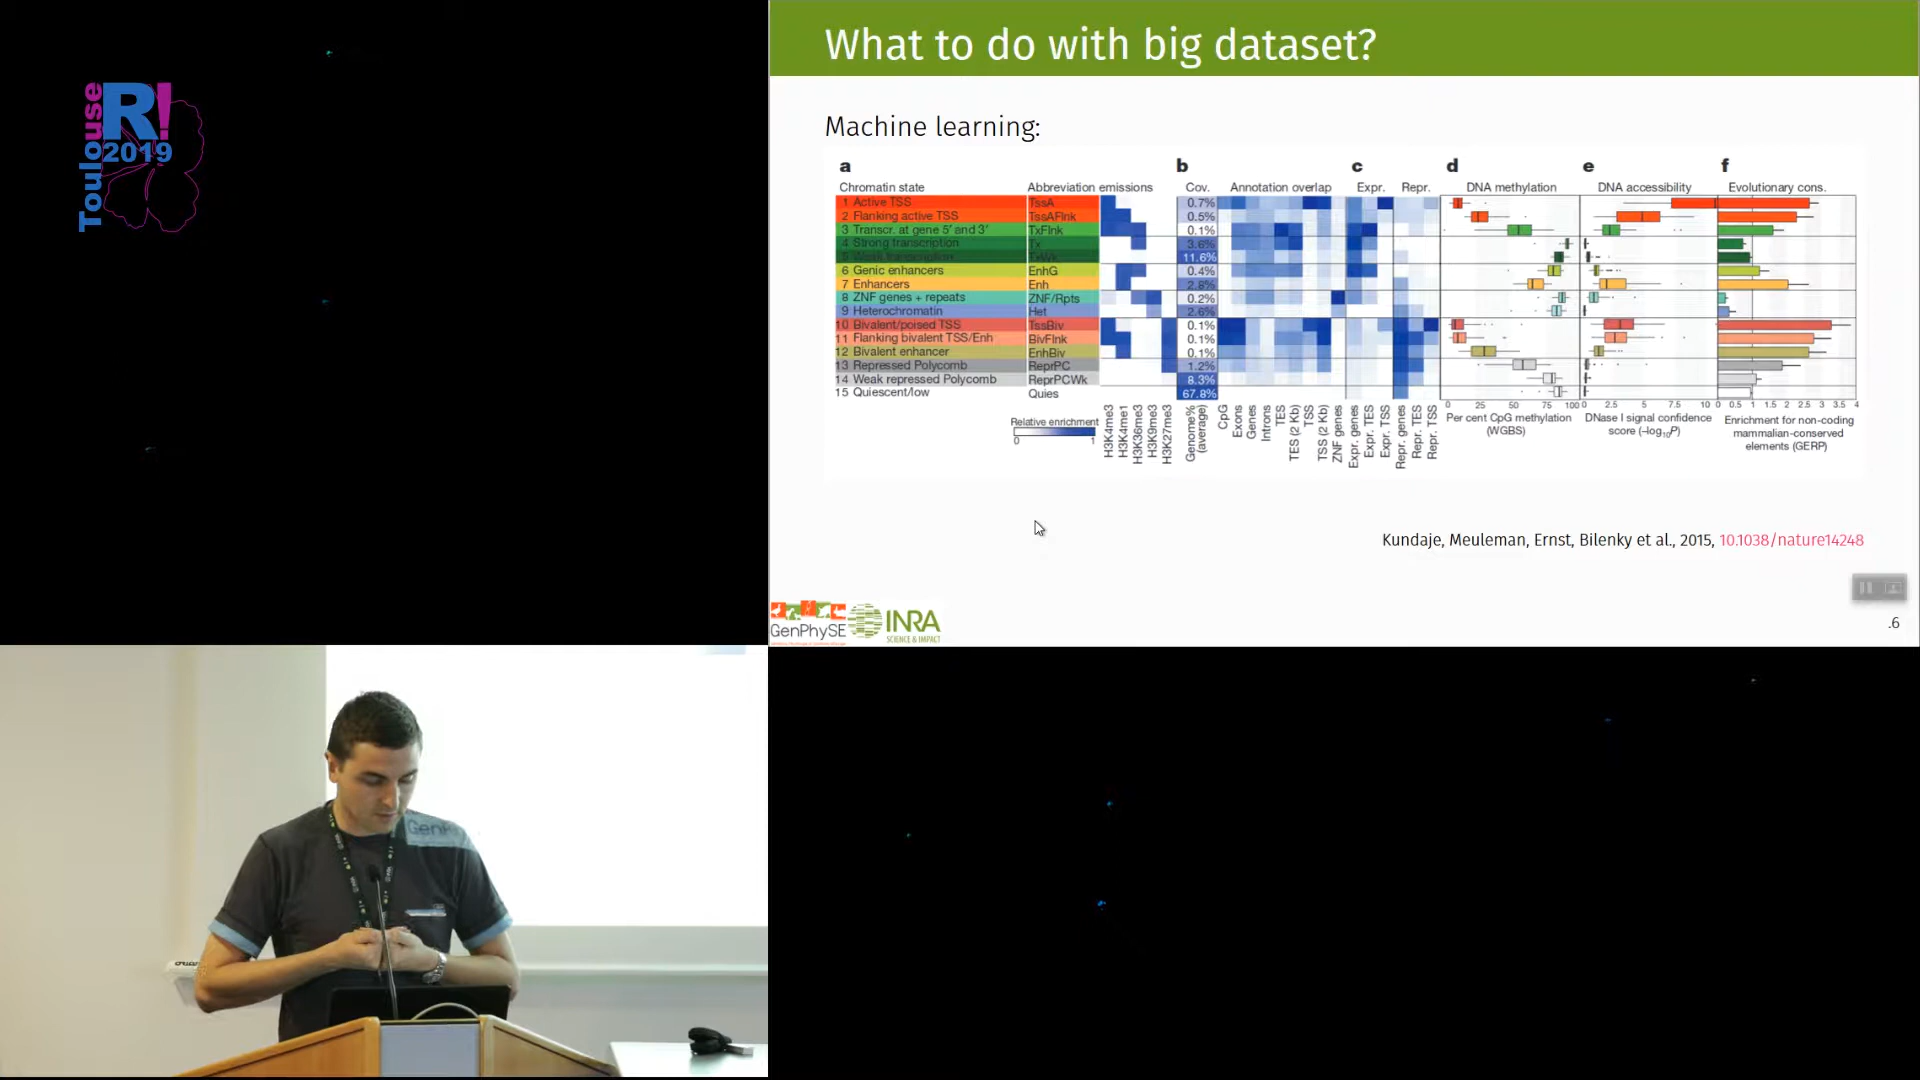 Toulouse
R!
2019
What to do with big dataset?
Machine learning:
a b c d e f
Chromatin state Abbreviation emissions Cov. Annotation overlap Expr. Repr. DNA methylation DNA accessibility Evolutionary cons.
1 Active TSS TssA 0.7%
2 Flanking active TSS TssAFlnk 0.5%
3 Transcr. at gene 5′ and 3′ TxFlnk 0.1%
4 Strong transcription Tx 3.6%
5 Weak transcription TxWk 11.6%
6 Genic enhancers EnhG 0.4%
7 Enhancers Enh 2.8%
8 ZNF genes + repeats ZNF/Rpts 0.2%
9 Heterochromatin Het 2.6%
10 Bivalent/poised TSS TssBiv 0.1%
11 Flanking bivalent TSS/Enh BivFlnk 0.1%
12 Bivalent enhancer EnhBiv 0.1%
13 Repressed Polycomb ReprPC 1.2%
14 Weak repressed Polycomb ReprPCWk 8.3%
15 Quiescent/low Quies 67.8%
Relative enrichment
0 1
H3K4me3
H3K4me1
H3K36me3
H3K9me3
H3K27me3
Genome% (average)
CpG
Exons
Genes
Introns
TES
TES (2 Kb)
TSS
TSS (2 Kb)
ZNF genes
Expr. genes
Expr. TES
Expr. TSS
Repr. genes
Repr. TES
Repr. TSS
0 25 50 75 100
Per cent CpG methylation
(WGBS)
0 2.5 5 7.5 10
DNase I signal confidence
score (–log10P)
0 0.5 1 1.5 2 2.5 3 3.5 4
Enrichment for non-coding
mammalian-conserved
elements (GERP)
Kundaje, Meuleman, Ernst, Bilenky et al., 2015, 10.1038/nature14248
GenPhySE
INRA
SCIENCE & IMPACT
.6